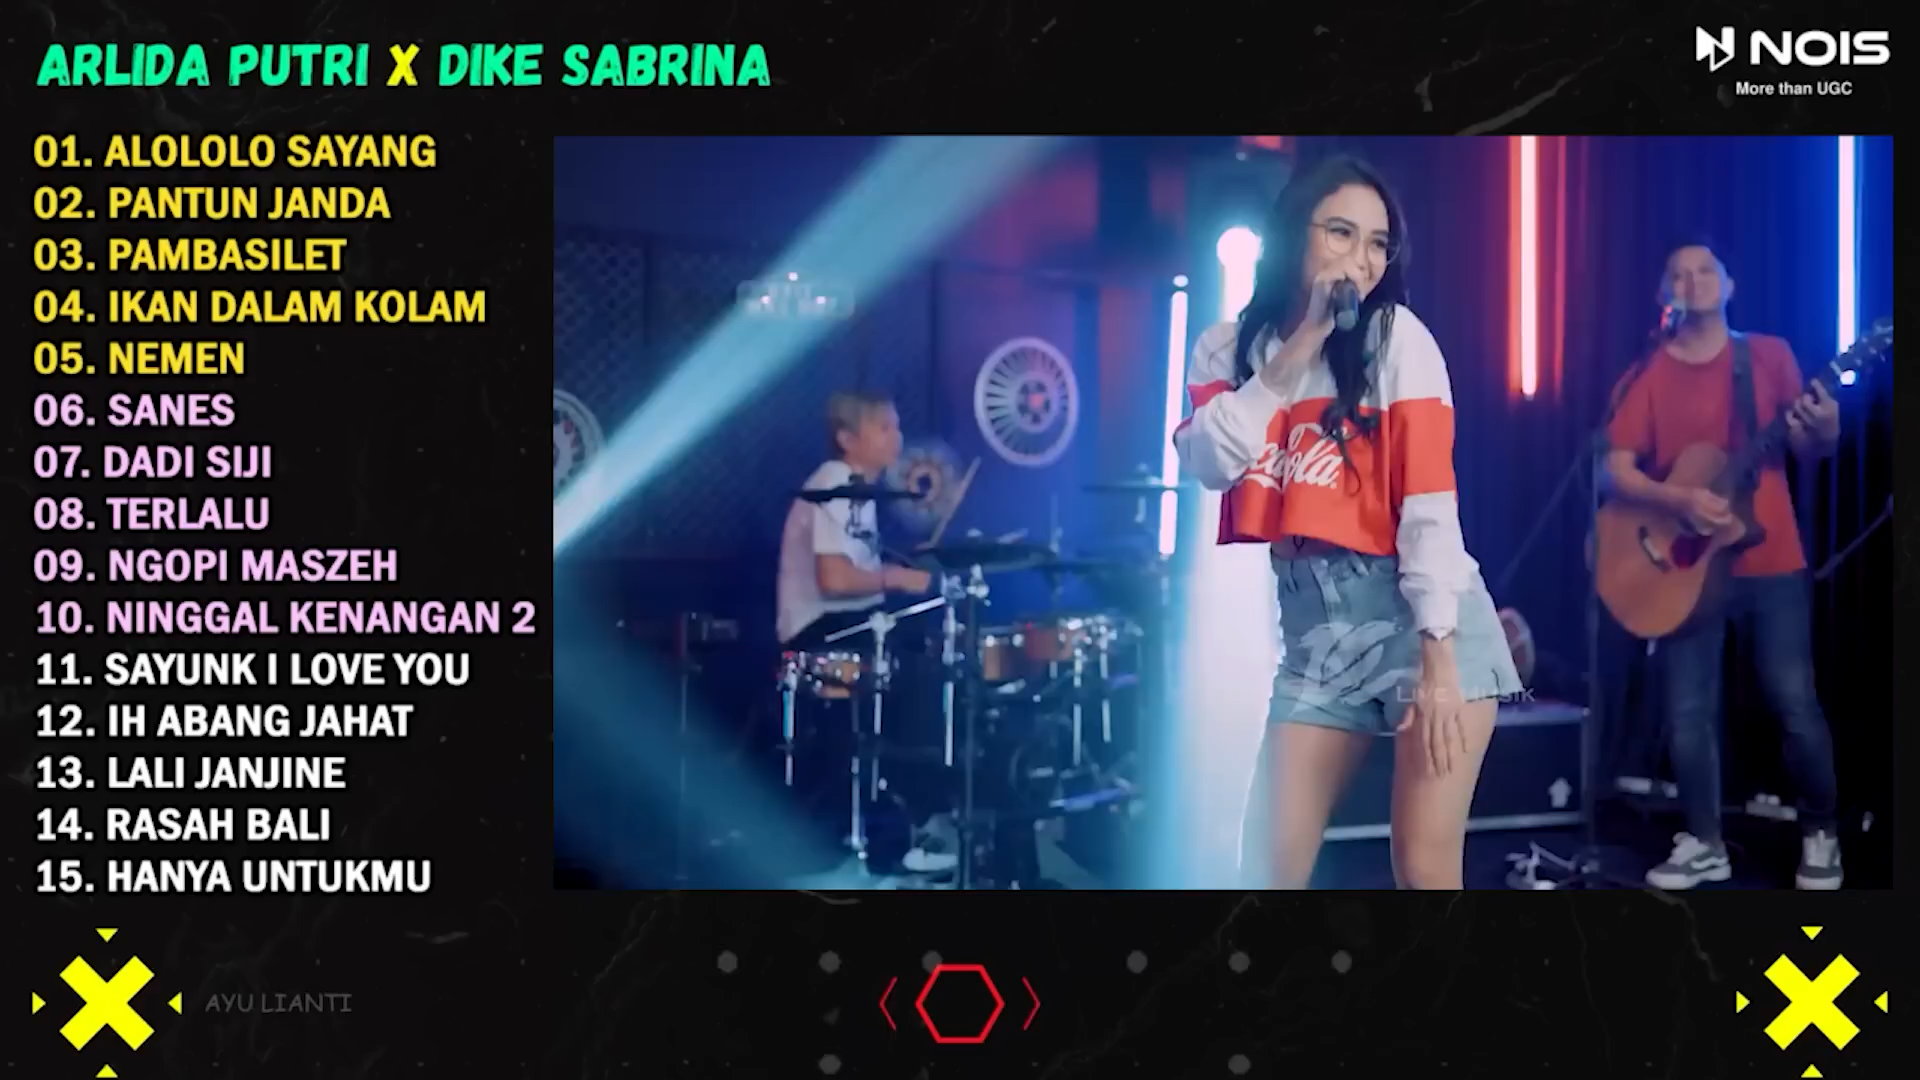 ARLIDA PUTRI X DIKE SABRINA
NOIS
More than UGC
01. ALOLOLO SAYANG
02. PANTUN JANDA
03. PAMBASILET
04. IKAN DALAM KOLAM
05. NEMEN
06. SANES
07. DADI SIJI
08. TERLALU
09. NGOPI MASZEH
10. NINGGAL KENANGAN 2
11. SAYUNK I LOVE YOU
12. IH ABANG JAHAT
13. LALI JANJINE
14. RASAH BALI
15. HANYA UNTUKMU
LIVE MUSIK
AYU LIANTI